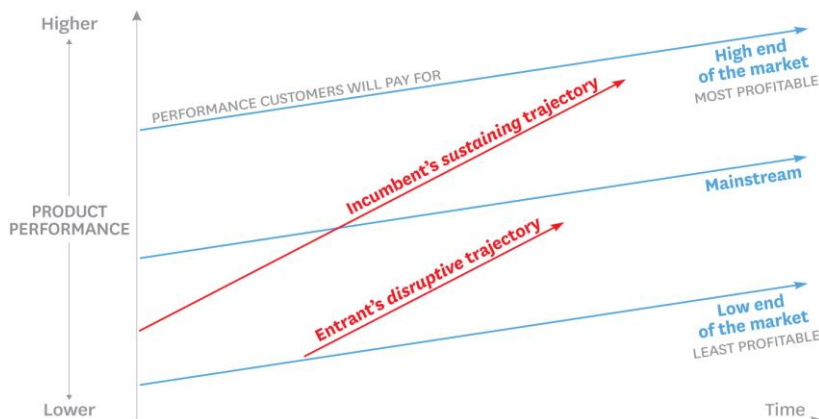 Higher
PERFORMANCE CUSTOMERS WILL PAY FOR
High end
of the market
MOST PROFITABLE
Incumbent's sustaining trajectory
Mainstream
PRODUCT
PERFORMANCE
Entrant's disruptive trajectory
Low end
of the market
LEAST PROFITABLE
Lower
Time